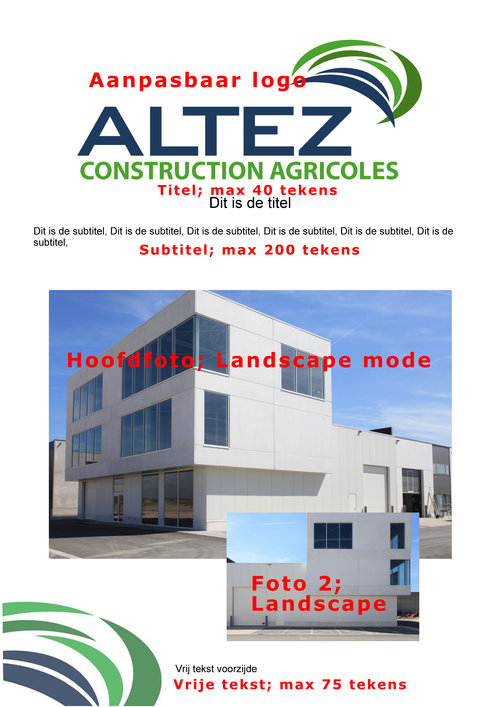 Aanpasbaar logo
ALTEZ
CONSTRUCTION AGRICOLES
Titel; max 40 tekens
Dit is de titel
Dit is de subtitel, Dit is de subtitel, Dit is de subtitel, Dit is de subtitel, Dit is de subtitel, Dit is de
subtitel,
Subtitel; max 200 tekens
Hoofdfoto; Landscape mode
Foto 2;
Landscape
Vrij tekst voorzijde
Vrije tekst; max 75 tekens